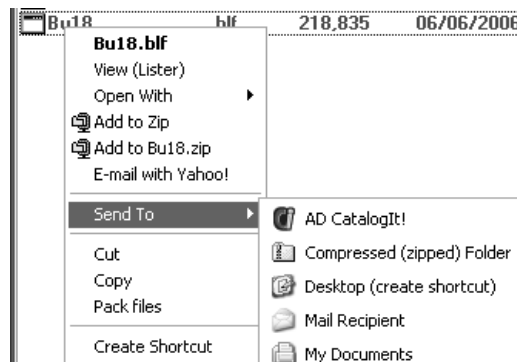 Bu18 blf 218,835 06/06/2006
Bu18.blf
View (Lister)
Open With
Add to Zip
Add to Bu18.zip
E-mail with Yahoo!
Send To
Cut
Copy
Pack files
Create Shortcut
AD CatalogIt!
Compressed (zipped) Folder
Desktop (create shortcut)
Mail Recipient
My Documents